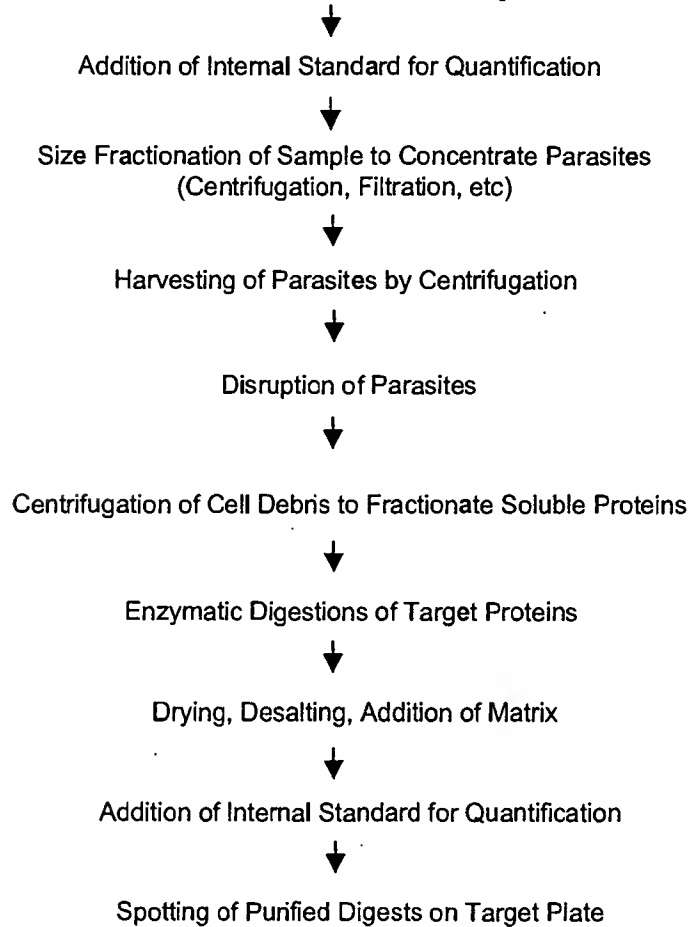 Addition of Internal Standard for Quantification
Size Fractionation of Sample to Concentrate Parasites
(Centrifugation, Filtration, etc)
Harvesting of Parasites by Centrifugation
Disruption of Parasites
Centrifugation of Cell Debris to Fractionate Soluble Proteins
Enzymatic Digestions of Target Proteins
Drying, Desalting, Addition of Matrix
Addition of Internal Standard for Quantification
Spotting of Purified Digests on Target Plate